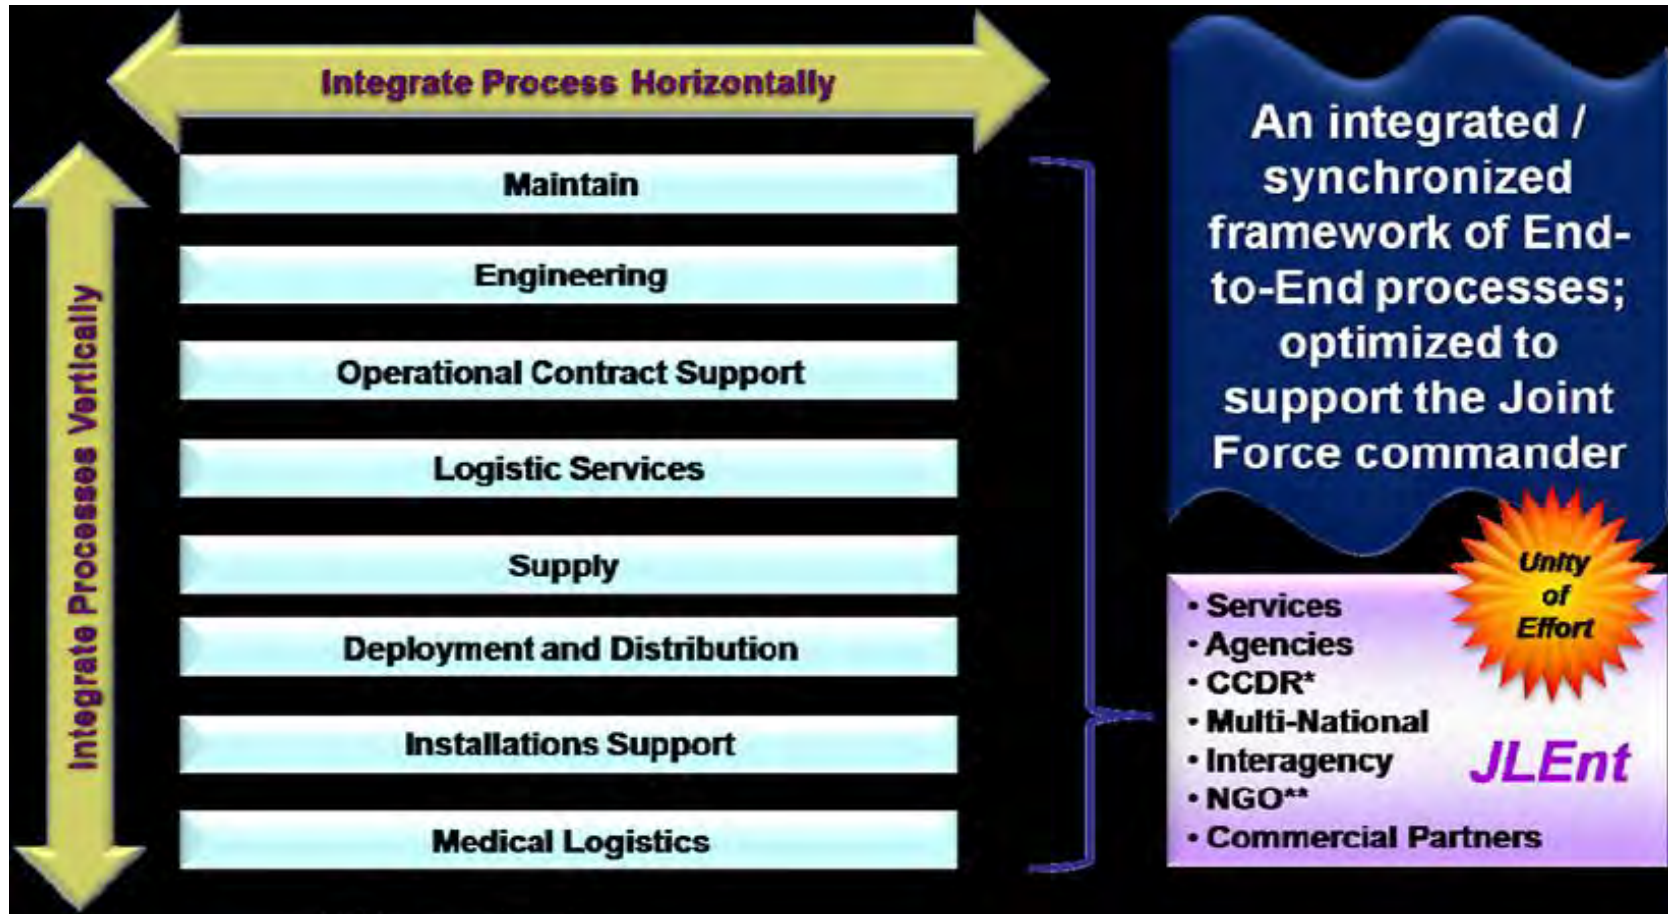 Integrate Process Horizontally
Integrate Processes Vertically
Maintain
Engineering
Operational Contract Support
Logistic Services
Supply
Deployment and Distribution
Installations Support
Medical Logistics
An integrated /
synchronized
framework of End-
to-End processes;
optimized to
support the Joint
Force commander
Unity
of
Effort
• Services
• Agencies
• CCDR*
• Multi-National
• Interagency
• NGO**
• Commercial Partners
JLEnt